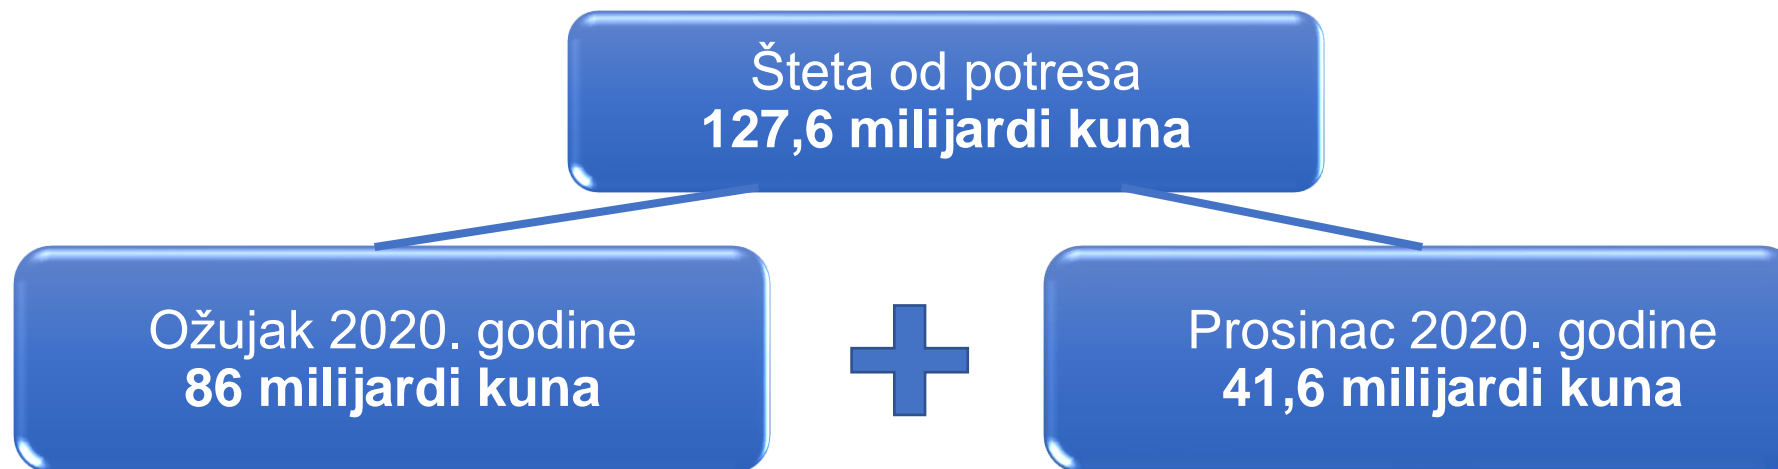 Šteta od potresa
127,6 milijardi kuna
Ožujak 2020. godine
86 milijardi kuna
Prosinac 2020. godine
41,6 milijardi kuna